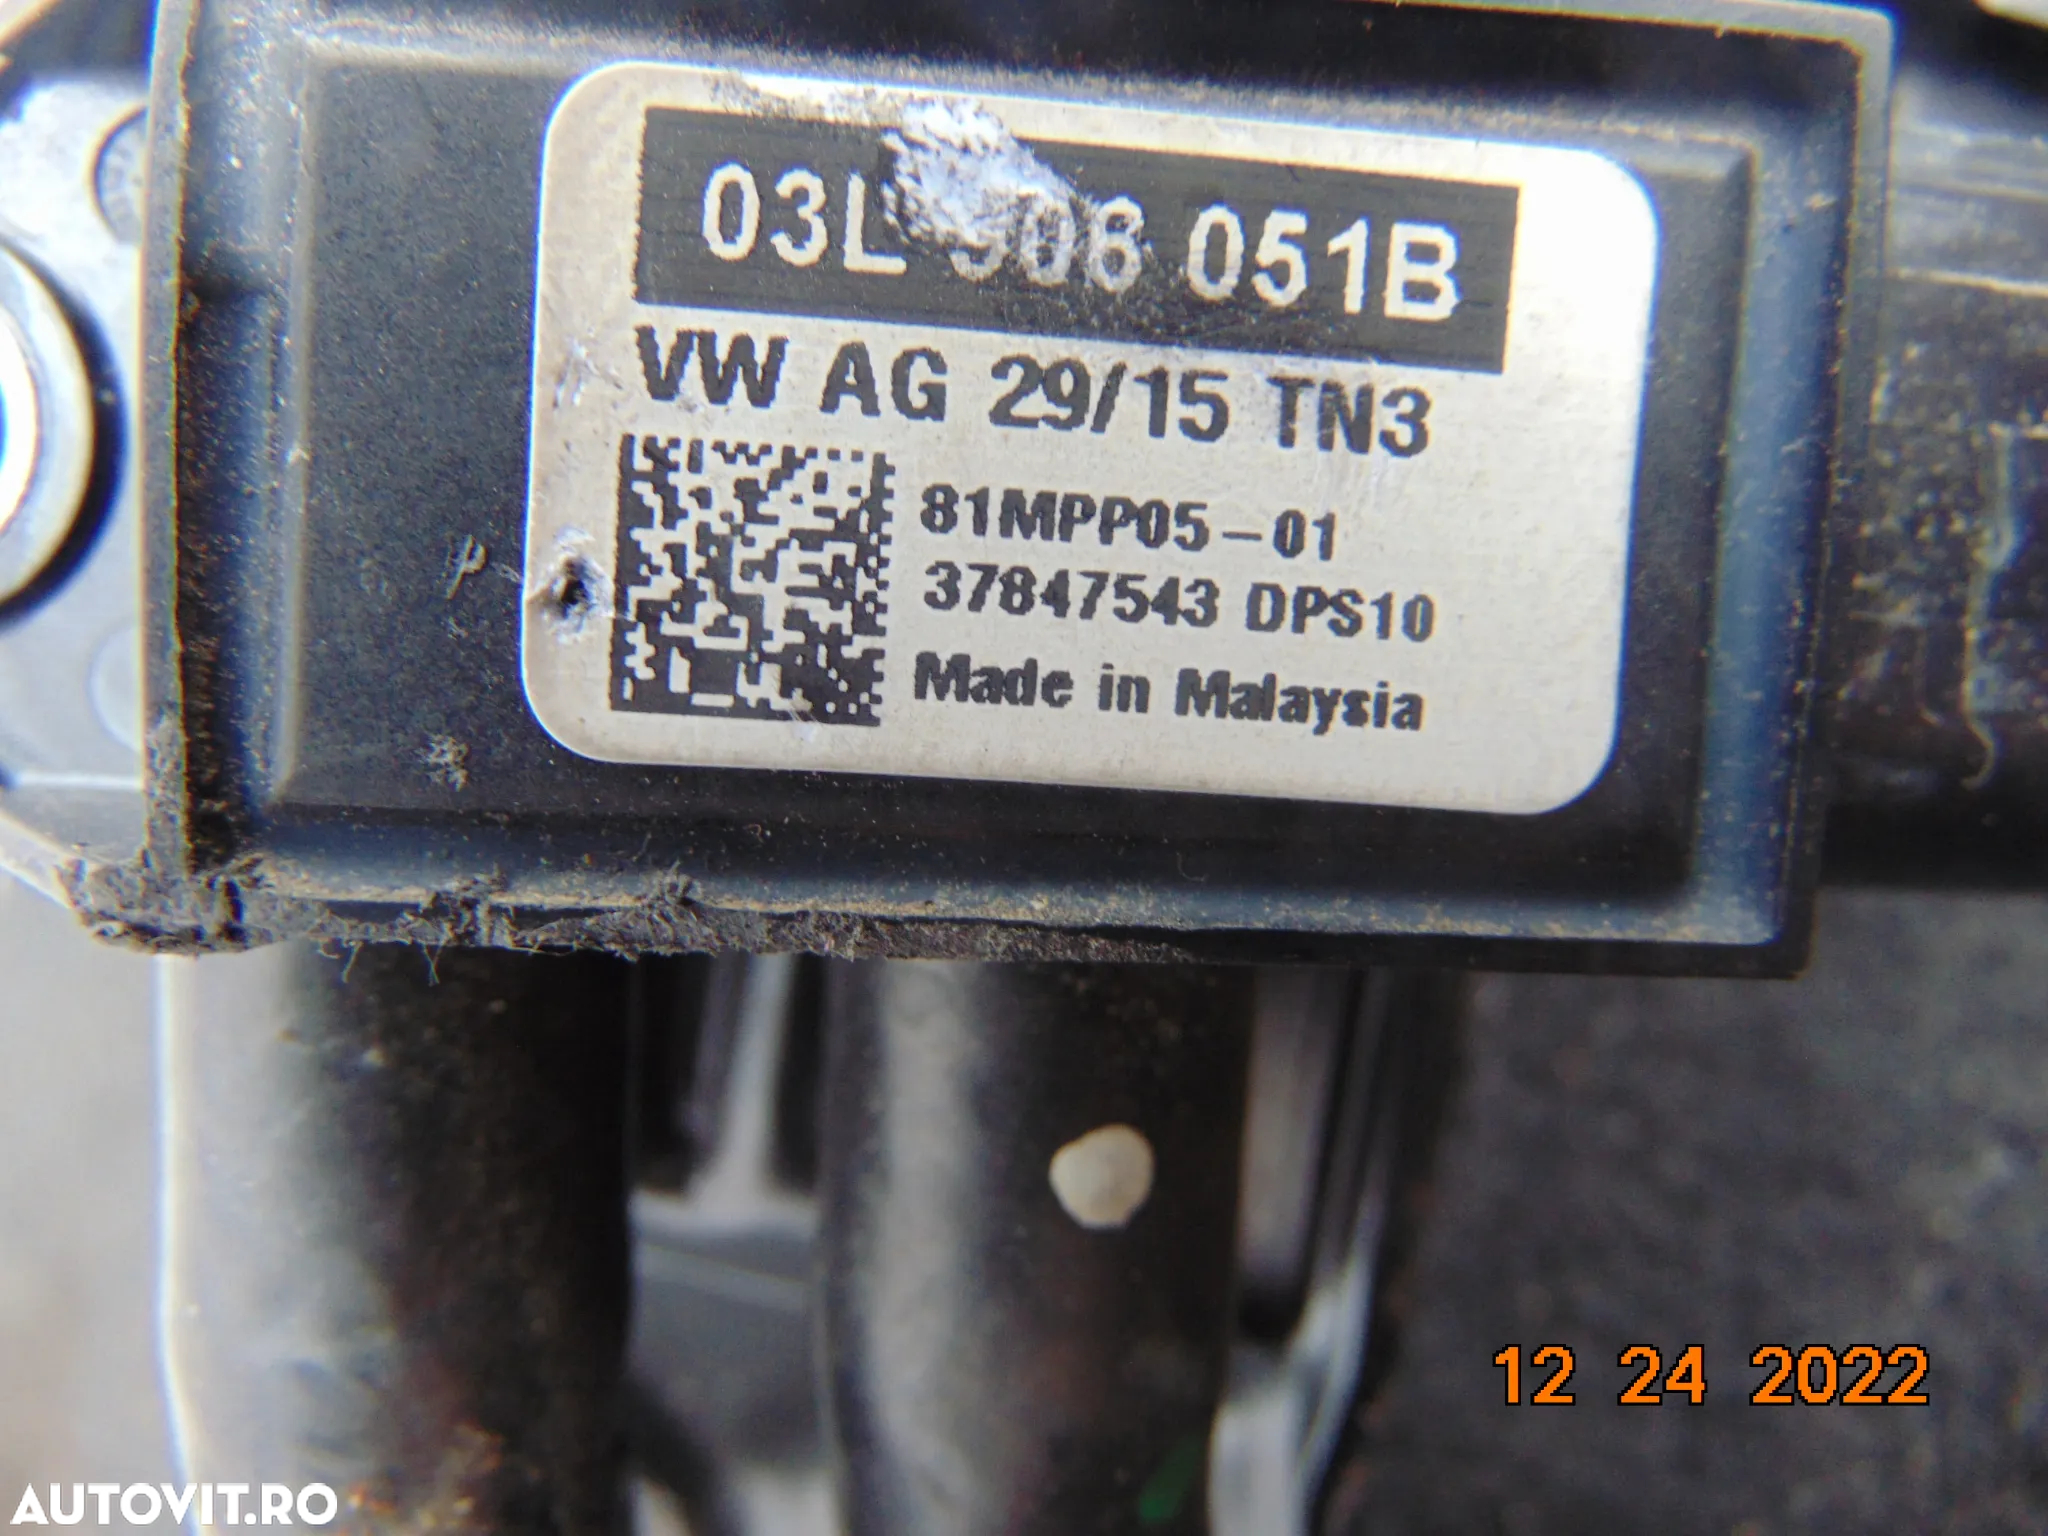 03L 906 051B
VW AG 29/15 TN3
81MPP05-01
37847543 DPS10
Made in Malaysia
12 24 2022
AUTOVIT.RO